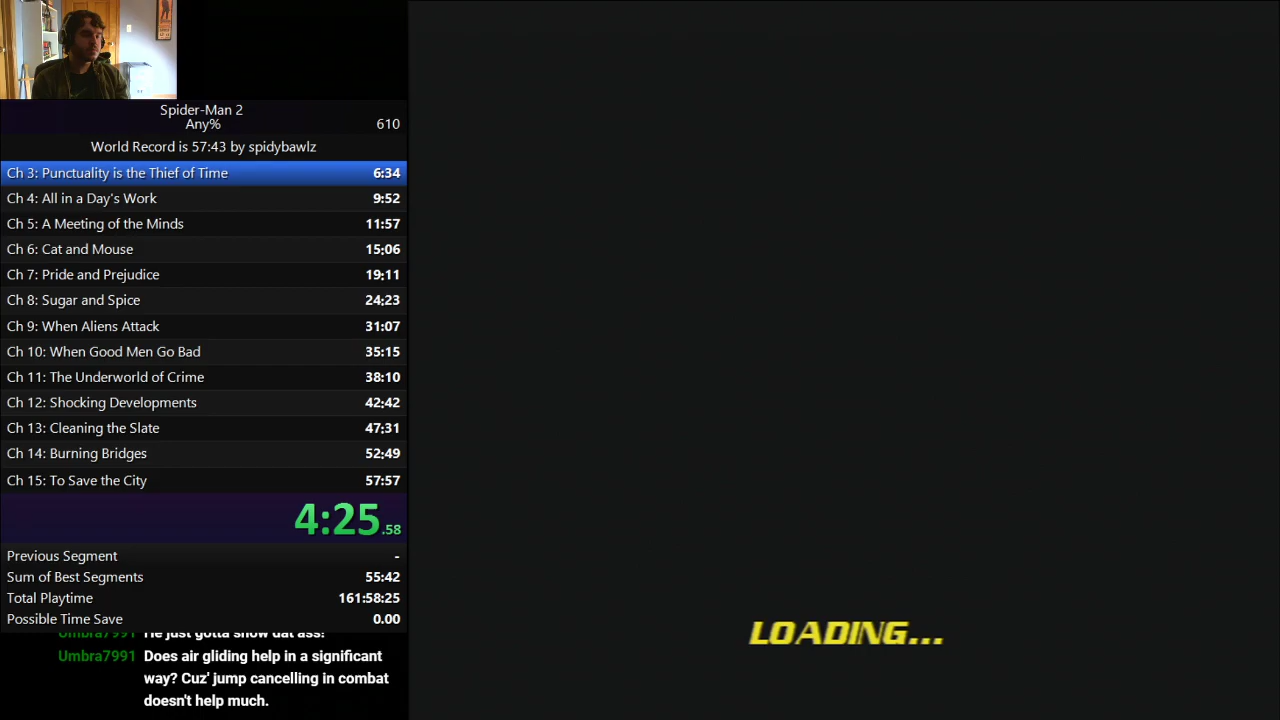 Spider-Man 2
Any% 610
World Record is 57:43 by spidybawlz
Ch 3: Punctuality is the Thief of Time 6:34
Ch 4: All in a Day's Work 9:52
Ch 5: A Meeting of the Minds 11:57
Ch 6: Cat and Mouse 15;06
Ch 7: Pride and Prejudice 19;11
Ch 8: Sugar and Spice 24;23
Ch 9: When Aliens Attack 31:07
Ch 10: When Good Men Go Bad 35:15
Ch 11: The Underworld of Crime 38:10
Ch 12: Shocking Developments 42;42
Ch 13: Cleaning the Slate 47;31
Ch 14: Burning Bridges 52;49
Ch 15: To Save the City 57:57
4:25.58
Previous Segment -
Sum of Best Segments 55:42
Total Playtime 161:58:25
Possible Time Save 0.00
Umbra7991 He just gotta show dat ass!
Umbra7991 Does air gliding help in a significant
way? Cuz' jump cancelling in combat
doesn't help much.
LOADING...